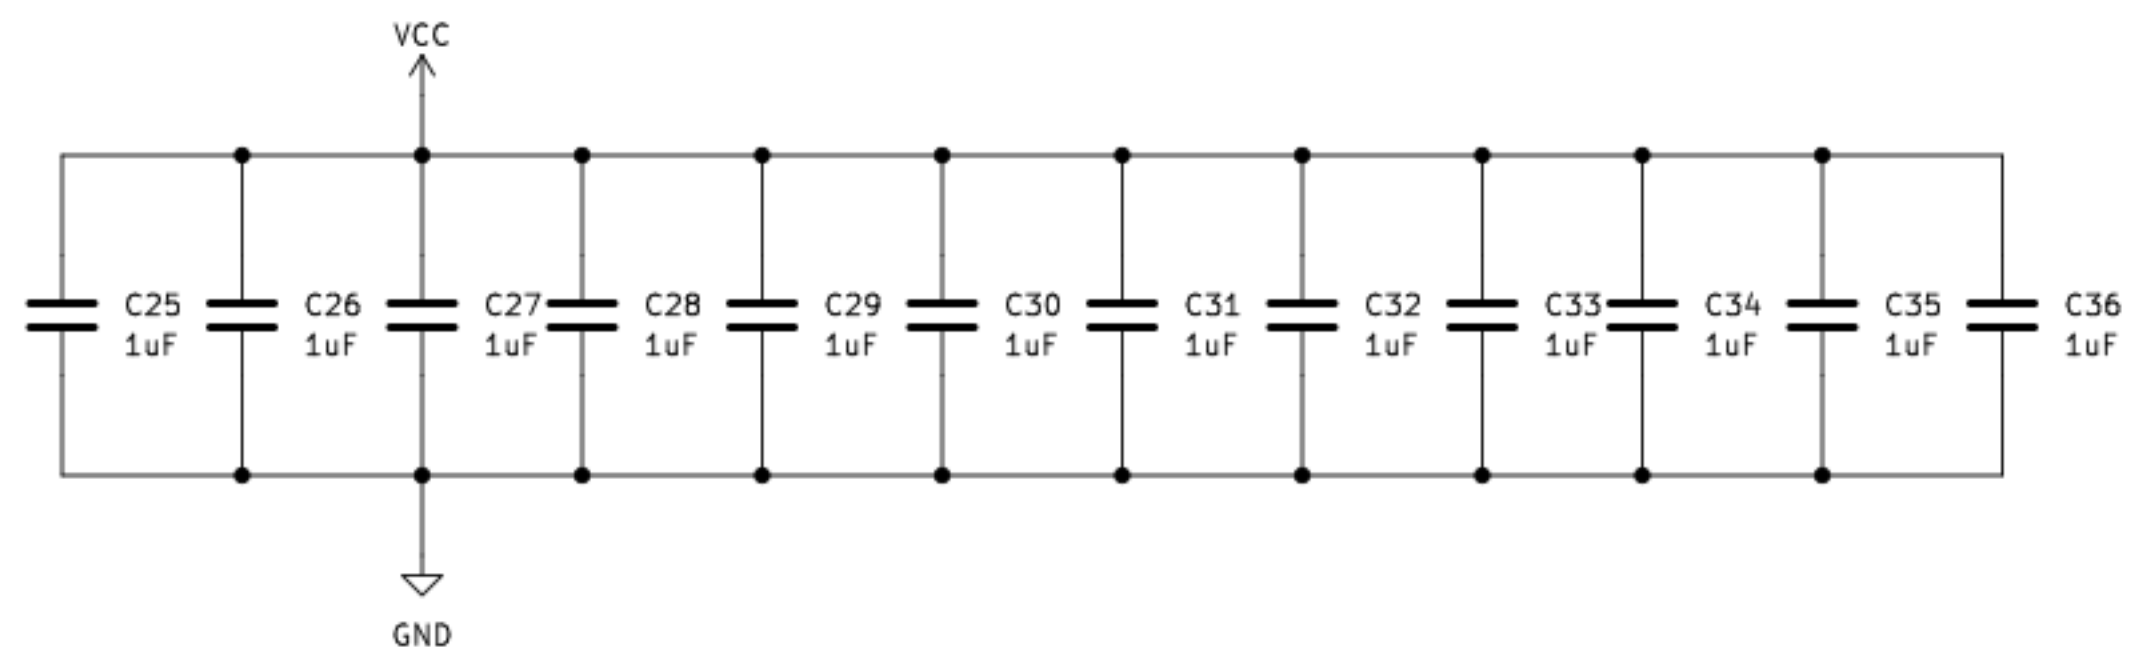 VCC
C25 C26 C27 C28 C29 C30 C31 C32 C33 C34 C35 C36
1uF 1uF 1uF 1uF 1uF 1uF 1uF 1uF 1uF 1uF 1uF 1uF
GND